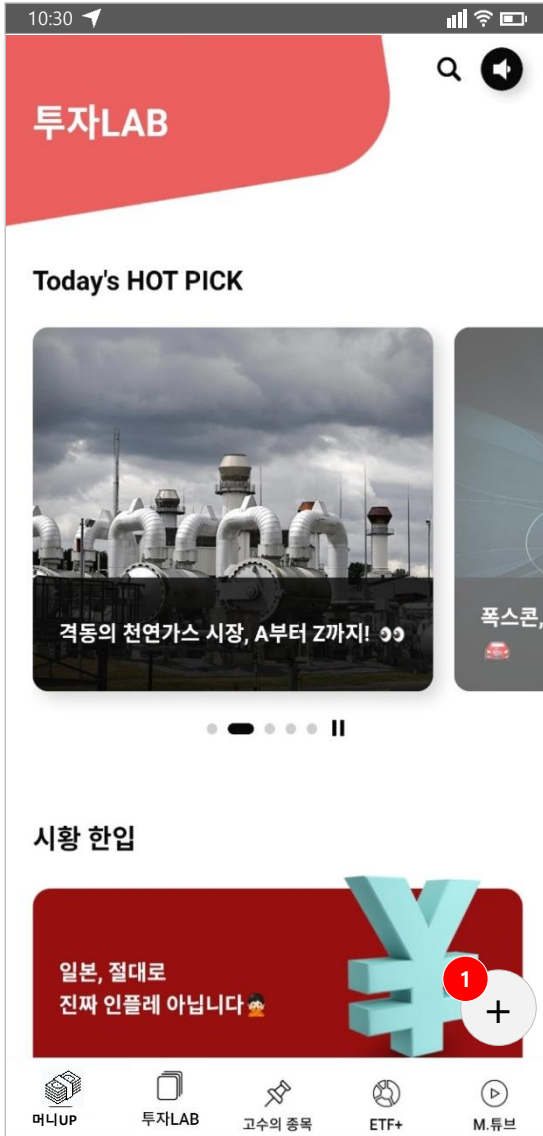 10:30
투자LAB
Today's HOT PICK
격동의 천연가스 시장, A부터 Z까지! 👀
폭스콘,
🚘
시황 한입
일본, 절대로
진짜 인플레 아닙니다🙅
1
+
머니UP
투자LAB
고수의 종목
ETF+
M.튜브